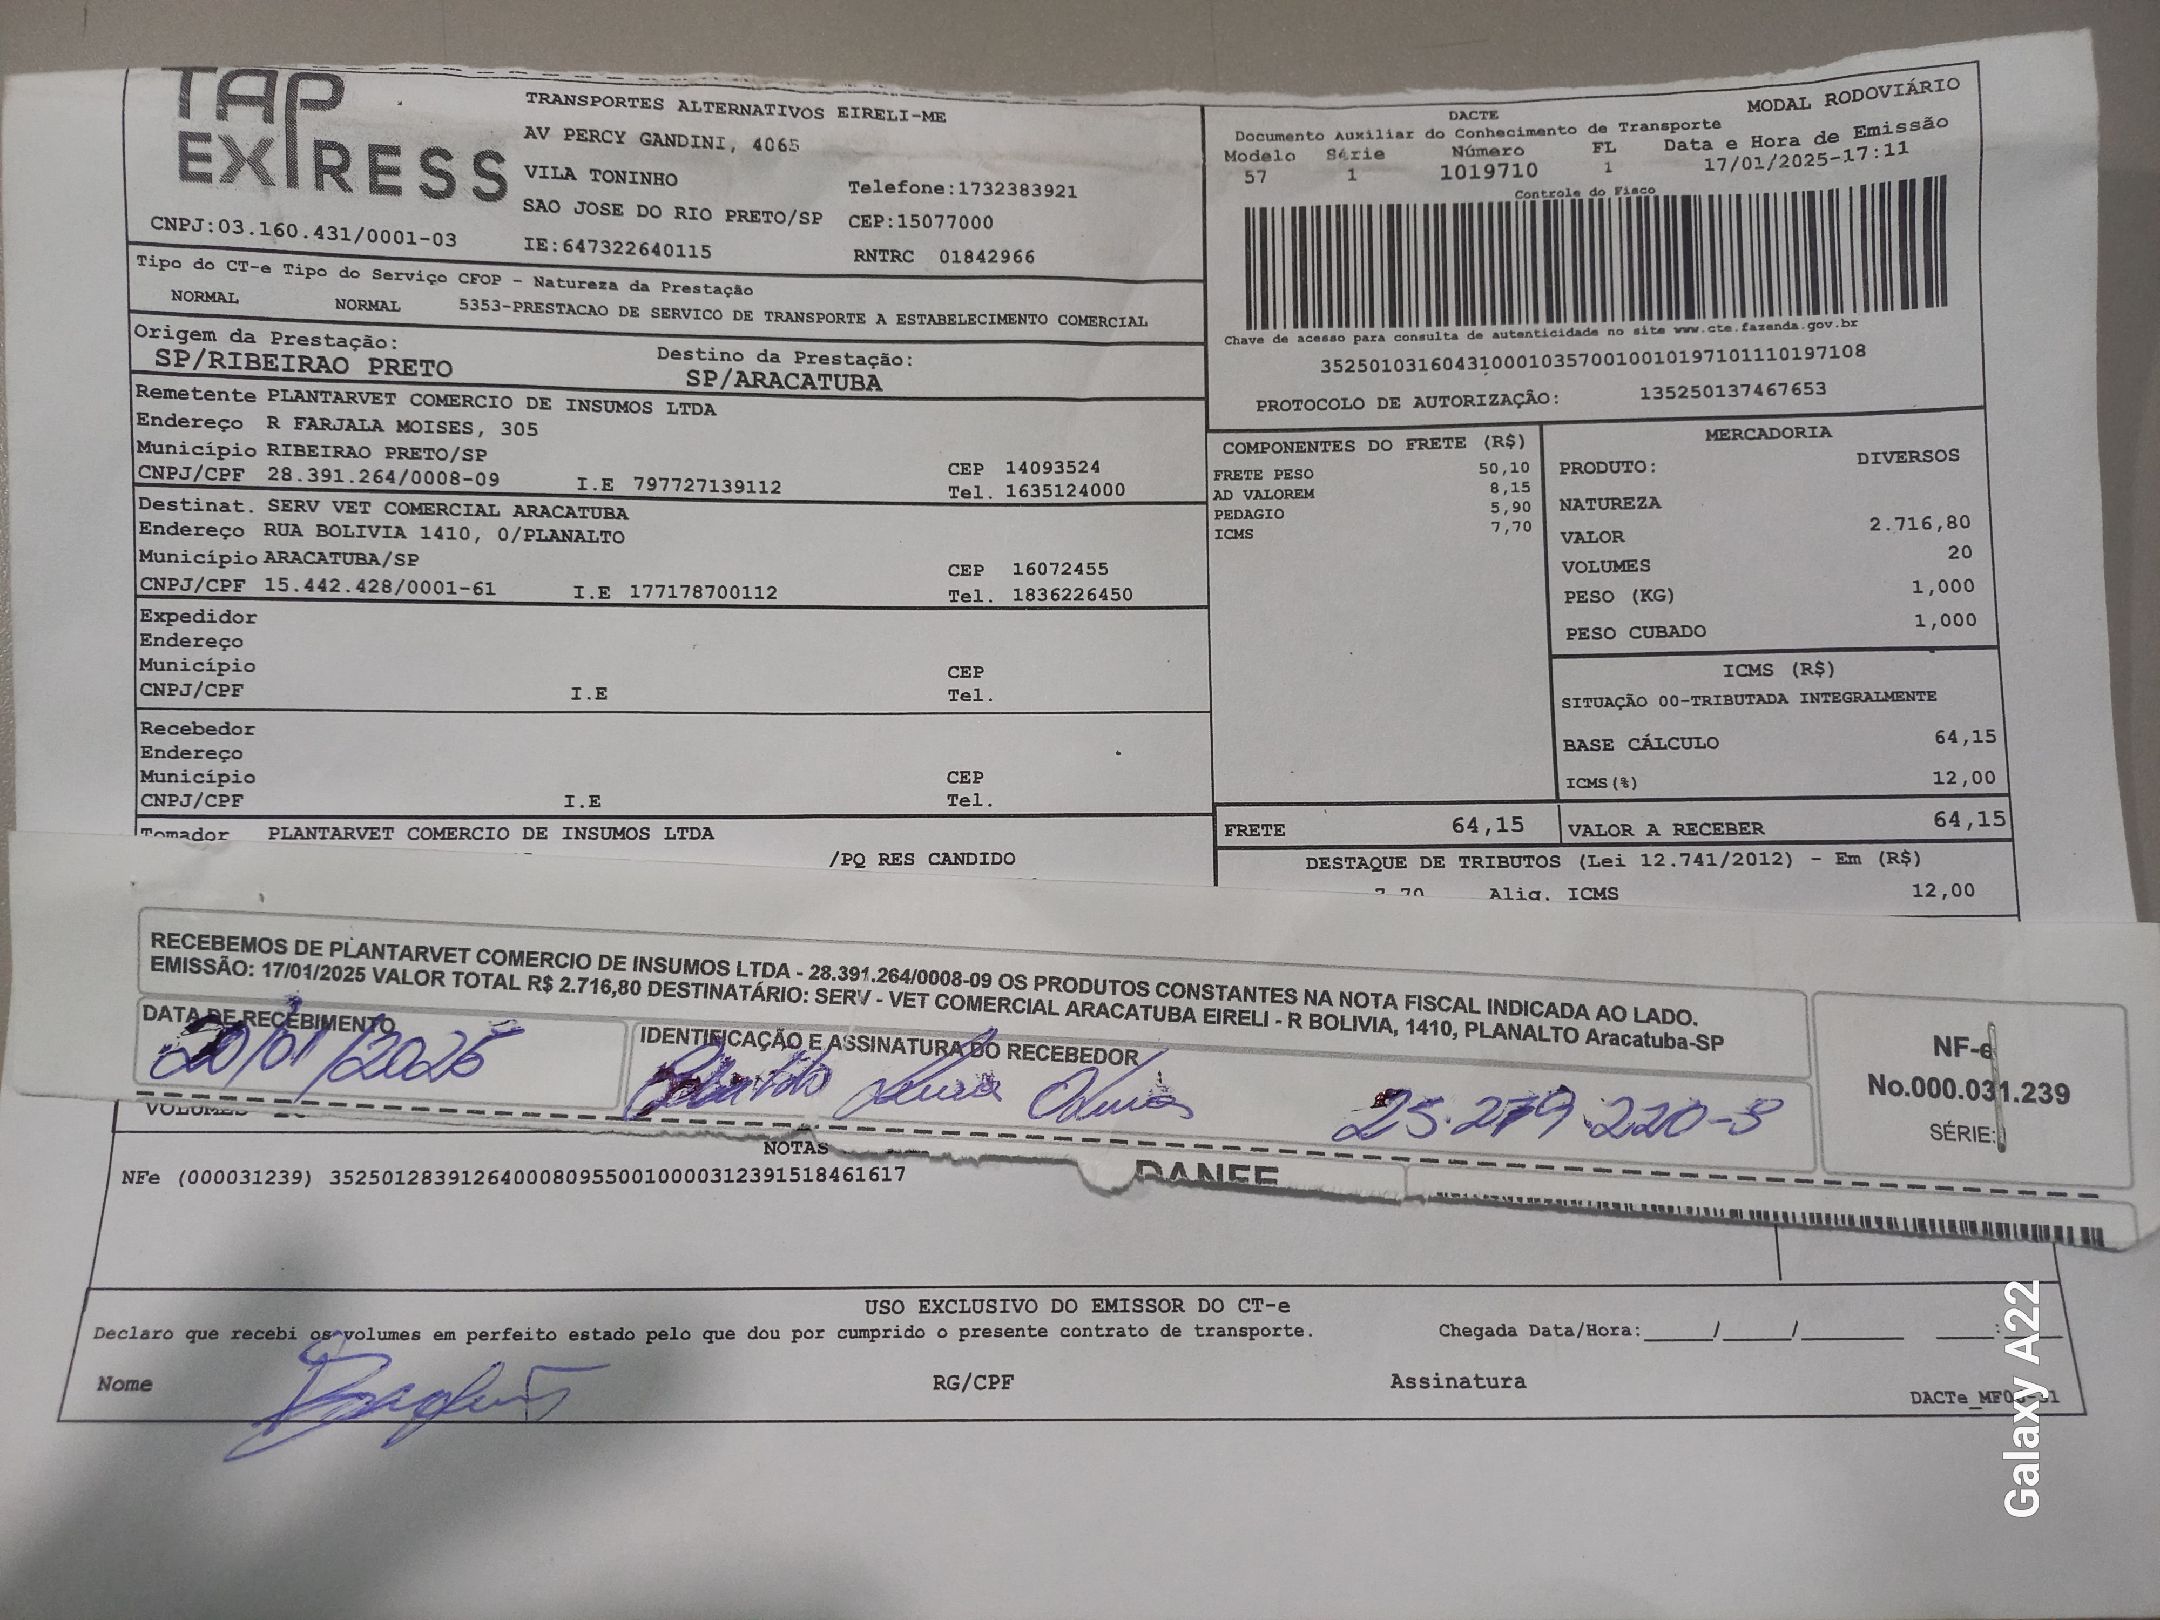 TAP
EXPRESS
CNPJ:03.160.431/0001-03
TRANSPORTES ALTERNATIVOS EIRELI-ME
AV PERCY GANDINI, 4065
VILA TONINHO Telefone:1732383921
SAO JOSE DO RIO PRETO/SP CEP:15077000
IE:647322640115 RNTRC 01842966
DACTE MODAL RODOVIÁRIO
Documento Auxiliar do Conhecimento de Transporte
Modelo Série Número FL Data e Hora de Emissão
57 1 1019710 1 17/01/2025-17:11
Controle do Fisco
Chave de acesso para consulta de autenticidade no site www.cte.fazenda.gov.br
35250103160431000103570010010197101110197108
PROTOCOLO DE AUTORIZAÇÃO: 135250137467653
Tipo do CT-e Tipo do Serviço CFOP - Natureza da Prestação
NORMAL NORMAL 5353-PRESTACAO DE SERVICO DE TRANSPORTE A ESTABELECIMENTO COMERCIAL
Origem da Prestação: Destino da Prestação:
SP/RIBEIRAO PRETO SP/ARACATUBA
Remetente PLANTARVET COMERCIO DE INSUMOS LTDA
Endereço R FARJALA MOISES, 305
Município RIBEIRAO PRETO/SP CEP 14093524
CNPJ/CPF 28.391.264/0008-09 I.E 797727139112 Tel. 1635124000
Destinat. SERV VET COMERCIAL ARACATUBA
Endereço RUA BOLIVIA 1410, 0/PLANALTO
Município ARACATUBA/SP CEP 16072455
CNPJ/CPF 15.442.428/0001-61 I.E 177178700112 Tel. 1836226450
Expedidor
Endereço
Município CEP
CNPJ/CPF I.E Tel.
Recebedor
Endereço
Município CEP
CNPJ/CPF I.E Tel.
Tomador PLANTARVET COMERCIO DE INSUMOS LTDA
/PQ RES CANDIDO
COMPONENTES DO FRETE (R$)
FRETE PESO 50,10
AD VALOREM 8,15
PEDAGIO 5,90
ICMS 7,70
MERCADORIA
PRODUTO: DIVERSOS
NATUREZA
VALOR 2.716,80
VOLUMES 20
PESO (KG) 1,000
PESO CUBADO 1,000
ICMS (R$)
SITUAÇÃO 00-TRIBUTADA INTEGRALMENTE
BASE CÁLCULO 64,15
ICMS(%) 12,00
FRETE 64,15 VALOR A RECEBER 64,15
DESTAQUE DE TRIBUTOS (Lei 12.741/2012) - Em (R$)
7,70 Aliq. ICMS 12,00
RECEBEMOS DE PLANTARVET COMERCIO DE INSUMOS LTDA - 28.391.264/0008-09 OS PRODUTOS CONSTANTES NA NOTA FISCAL INDICADA AO LADO.
EMISSÃO: 17/01/2025 VALOR TOTAL R$ 2.716,80 DESTINATÁRIO: SERV - VET COMERCIAL ARACATUBA EIRELI - R BOLIVIA, 1410, PLANALTO Aracatuba-SP
DATA DE RECEBIMENTO IDENTIFICAÇÃO E ASSINATURA DO RECEBEDOR
20/01/2025 25.279.220-3
NF-e
No.000.031.239
SÉRIE:
VOLUMES
NOTAS
DANFE
NFe (000031239) 35250128391264000809550010000312391518461617
USO EXCLUSIVO DO EMISSOR DO CT-e
Declaro que recebi os volumes em perfeito estado pelo que dou por cumprido o presente contrato de transporte. Chegada Data/Hora:_____/_____/________ ____:____
Nome RG/CPF Assinatura
Galaxy A22